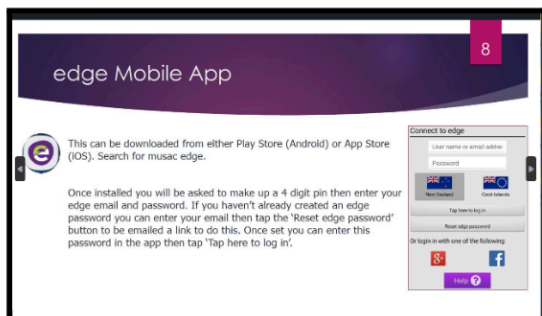 8
edge Mobile App
This can be downloaded from either Play Store (Android) or App Store
(iOS). Search for musac edge.
Once installed you will be asked to make up a 4 digit pin then enter your
edge email and password. If you haven't already created an edge
password you can enter your email then tap the 'Reset edge password'
button to be emailed a link to do this. Once set you can enter this
password in the app then tap 'Tap here to log in'.
Connect to edge
User name or email addres
Password
New Zealand
Cook Islands
Tap here to log in
Reset edge password
Or login in with one of the following:
Help ?